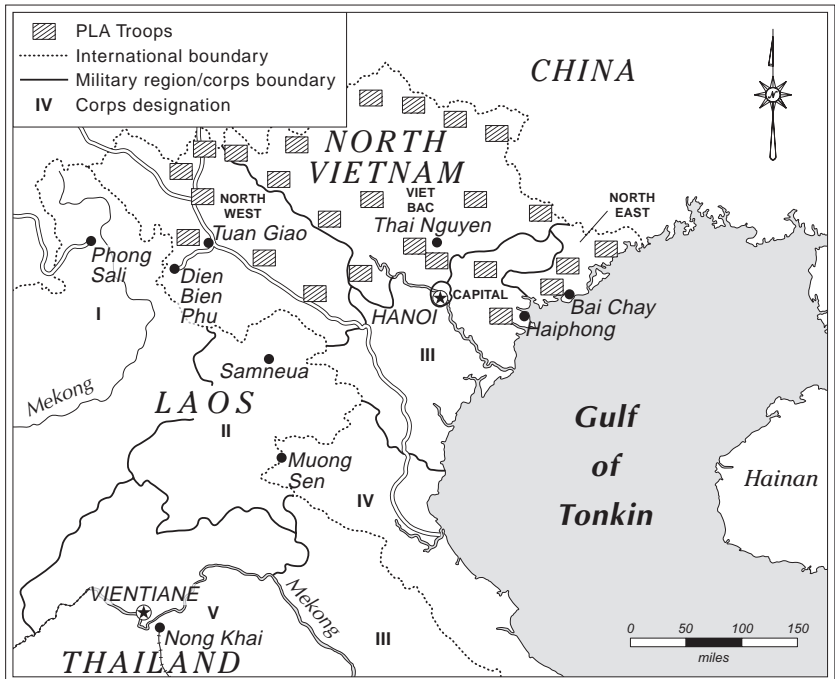 PLA Troops
International boundary
Military region/corps boundary
IV Corps designation
CHINA
N
NORTH
VIETNAM
NORTH
WEST
VIET
BAC
NORTH
EAST
Thai Nguyen
Tuan Giao
Phong
Sali
Dien
Bien
Phu
CAPITAL
HANOI
Bai Chay
Haiphong
I
III
Samneua
Mekong
LAOS
II
Gulf
of
Tonkin
Muong
Sen
Hainan
IV
VIENTIANE
V
Mekong
Nong Khai
III
THAILAND
0 50 100 150
miles